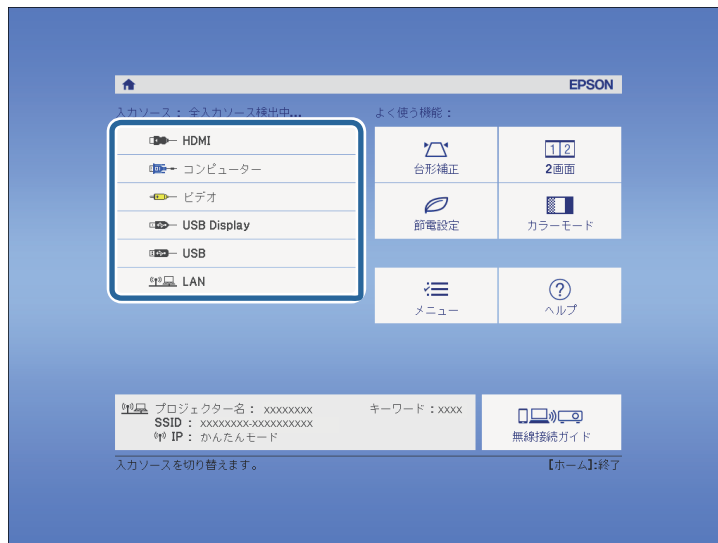 EPSON
入力ソース： 全入力ソース検出中...
HDMI
コンピューター
ビデオ
USB Display
USB
LAN
よく使う機能：
台形補正
1 2
2画面
節電設定
カラーモード
メニュー
?
ヘルプ
プロジェクター名： xxxxxxxx
キーワード：xxxx
SSID： xxxxxxxx-xxxxxxxxxx
IP： かんたんモード
無線接続ガイド
入力ソースを切り替えます。
【ホーム】:終了